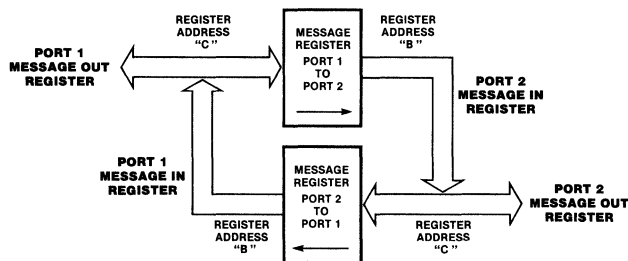 REGISTER
ADDRESS
"C"
PORT 1
MESSAGE OUT
REGISTER
MESSAGE
REGISTER
PORT 1
TO
PORT 2
REGISTER
ADDRESS
"B"
PORT 2
MESSAGE IN
REGISTER
PORT 1
MESSAGE IN
REGISTER
MESSAGE
REGISTER
PORT 2
TO
PORT 1
REGISTER
ADDRESS
"B"
REGISTER
ADDRESS
"C"
PORT 2
MESSAGE OUT
REGISTER